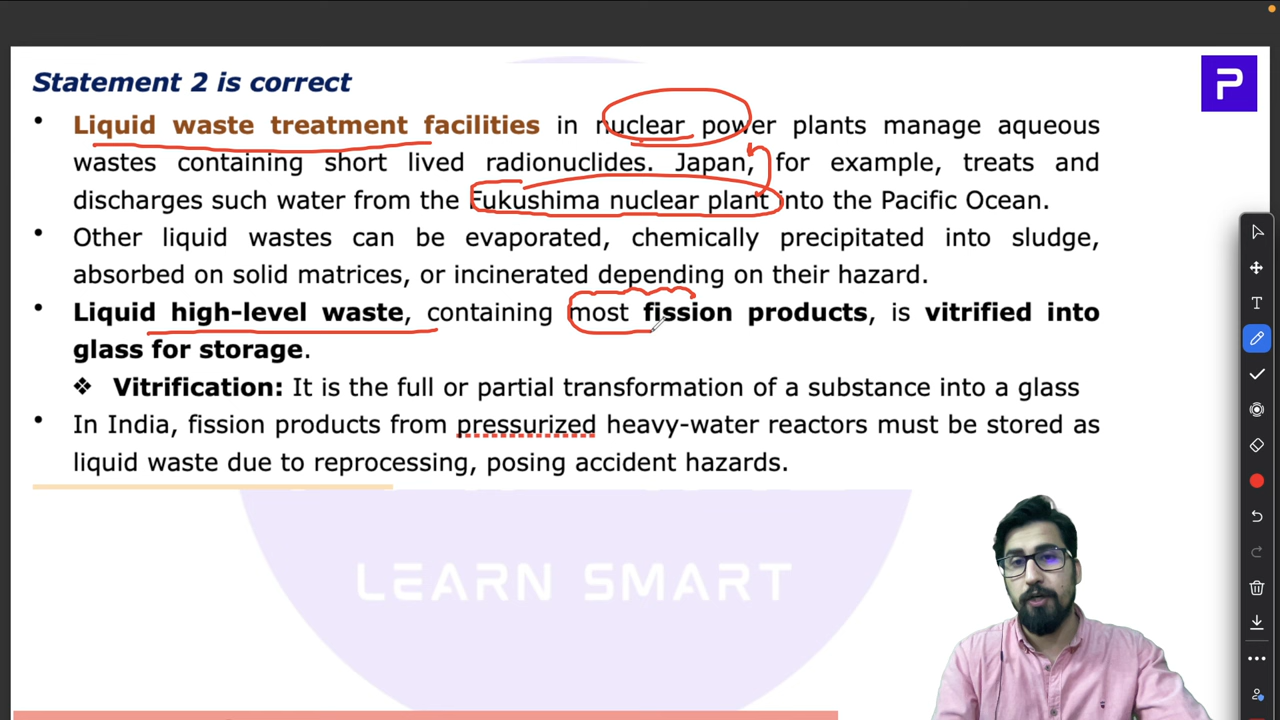 Statement 2 is correct
P
• Liquid waste treatment facilities in nuclear power plants manage aqueous
wastes containing short lived radionuclides. Japan, for example, treats and
discharges such water from the Fukushima nuclear plant into the Pacific Ocean.
• Other liquid wastes can be evaporated, chemically precipitated into sludge,
absorbed on solid matrices, or incinerated depending on their hazard.
• Liquid high-level waste, containing most fission products, is vitrified into
glass for storage.
❖ Vitrification: It is the full or partial transformation of a substance into a glass
• In India, fission products from pressurized heavy-water reactors must be stored as
liquid waste due to reprocessing, posing accident hazards.
LEARN SMART
T